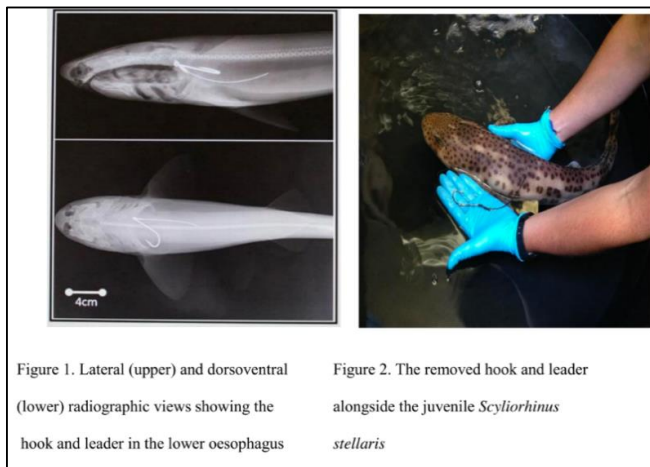 4cm
Figure 1. Lateral (upper) and dorsoventral
(lower) radiographic views showing the
hook and leader in the lower oesophagus
Figure 2. The removed hook and leader
alongside the juvenile Scyliorhinus
stellaris